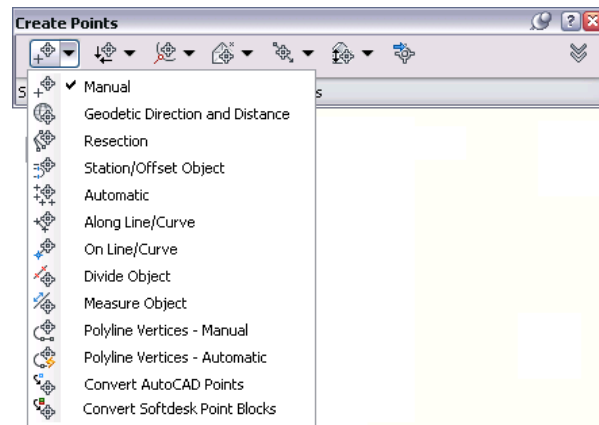 Create Points
Manual
Geodetic Direction and Distance
Resection
Station/Offset Object
Automatic
Along Line/Curve
On Line/Curve
Divide Object
Measure Object
Polyline Vertices - Manual
Polyline Vertices - Automatic
Convert AutoCAD Points
Convert Softdesk Point Blocks